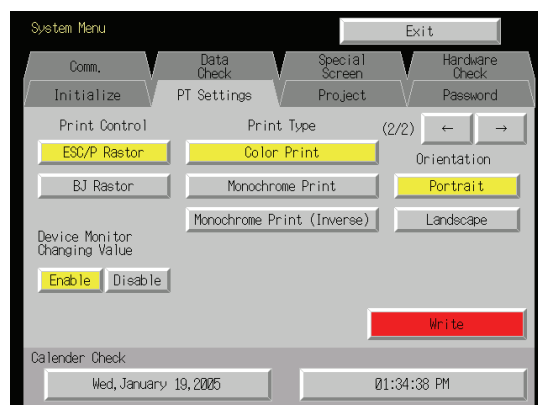 System Menu
Exit
Comm.
Data
Check
Special
Screen
Hardware
Check
Initialize
PT Settings
Project
Password
Print Control
Print Type
(2/2)
←
→
ESC/P Rastor
Color Print
Orientation
Portrait
BJ Rastor
Monochrome Print
Monochrome Print (Inverse)
Landscape
Device Monitor
Changing Value
Enable
Disable
Write
Calender Check
Wed,January 19,2005
01:34:38 PM